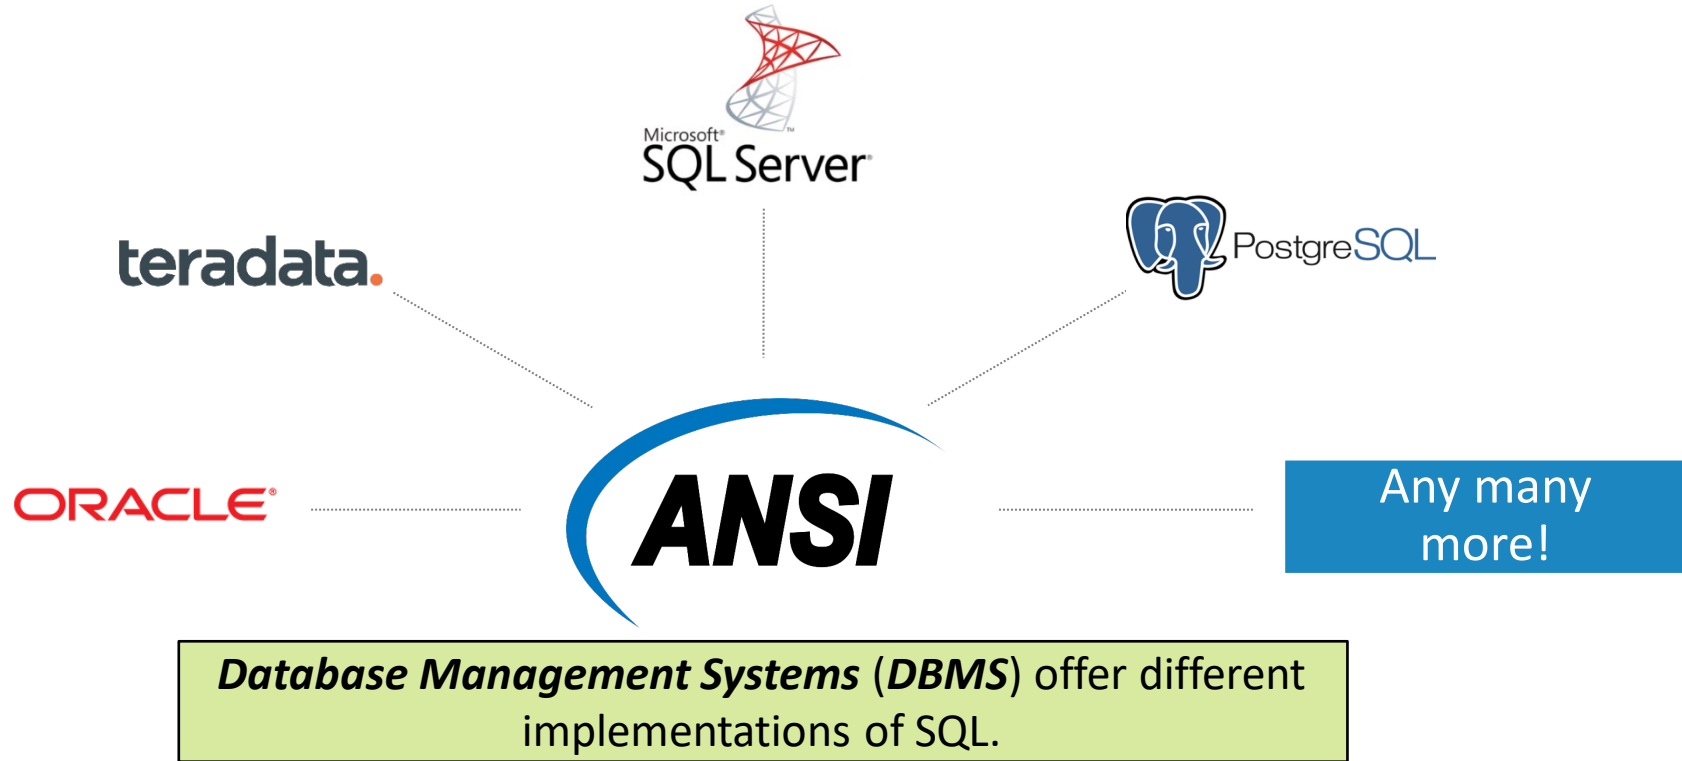 Microsoft®
SQL Server®
™
teradata.
PostgreSQL
ORACLE®
ANSI
Any many
more!
Database Management Systems (DBMS) offer different
implementations of SQL.